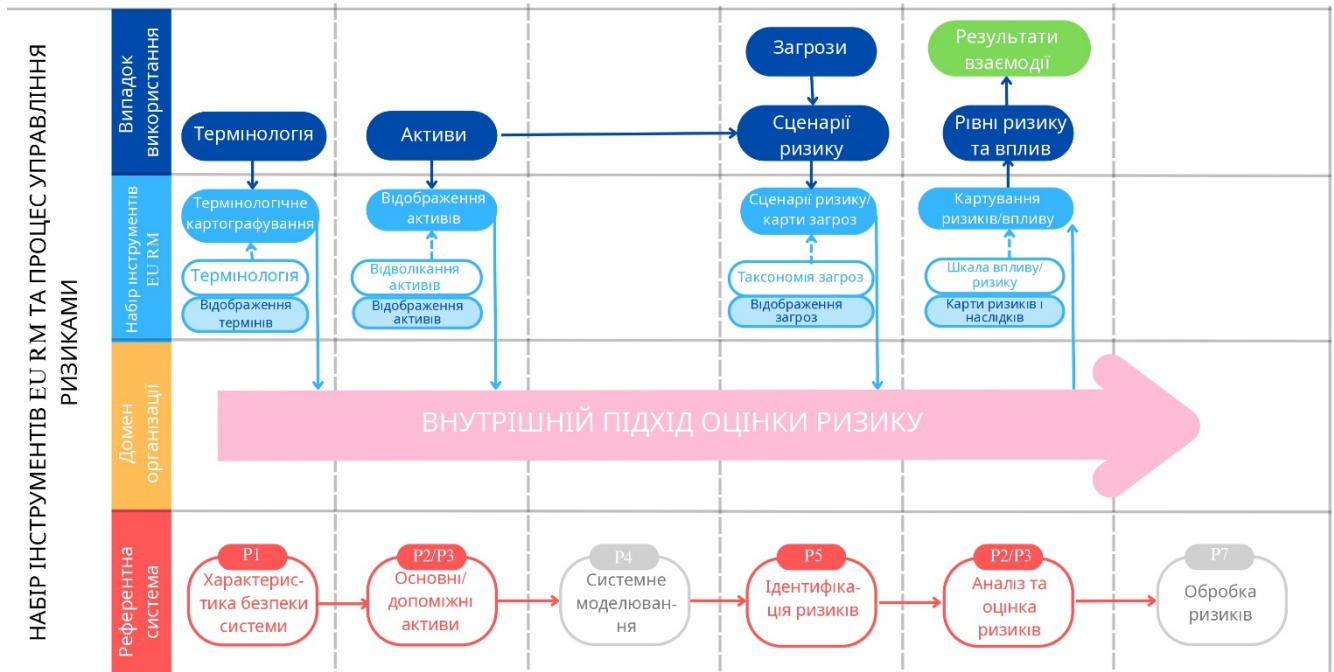 НАБІР ІНСТРУМЕНТІВ EU RM ТА ПРОЦЕС УПРАВЛІННЯ
РИЗИКАМИ
Випадок
використання
Термінологія
Активи
Загрози
Сценарії
ризику
Результати
взаємодії
Рівні ризику
та вплив
Набір інструментів
EU RM
Термінологічне
картографування
Термінологія
Відображення
термінів
Відображення
активів
Відволікання
активів
Відображення
активів
Сценарії ризику/
карти загроз
Таксономія загроз
Відображення
загроз
Картування
ризиків/впливу
Шкала впливу/
ризику
Карти ризиків і
наслідків
Домен
організації
ВНУТРІШНІЙ ПІДХІД ОЦІНКИ РИЗИКУ
Референтна
система
P1
Характерис-
тика безпеки
системи
P2/P3
Основні/
допоміжні
активи
P4
Системне
моделюван-
ня
P5
Ідентифіка-
ція ризиків
P2/P3
Аналіз та
оцінка
ризиків
P7
Обробка
ризиків